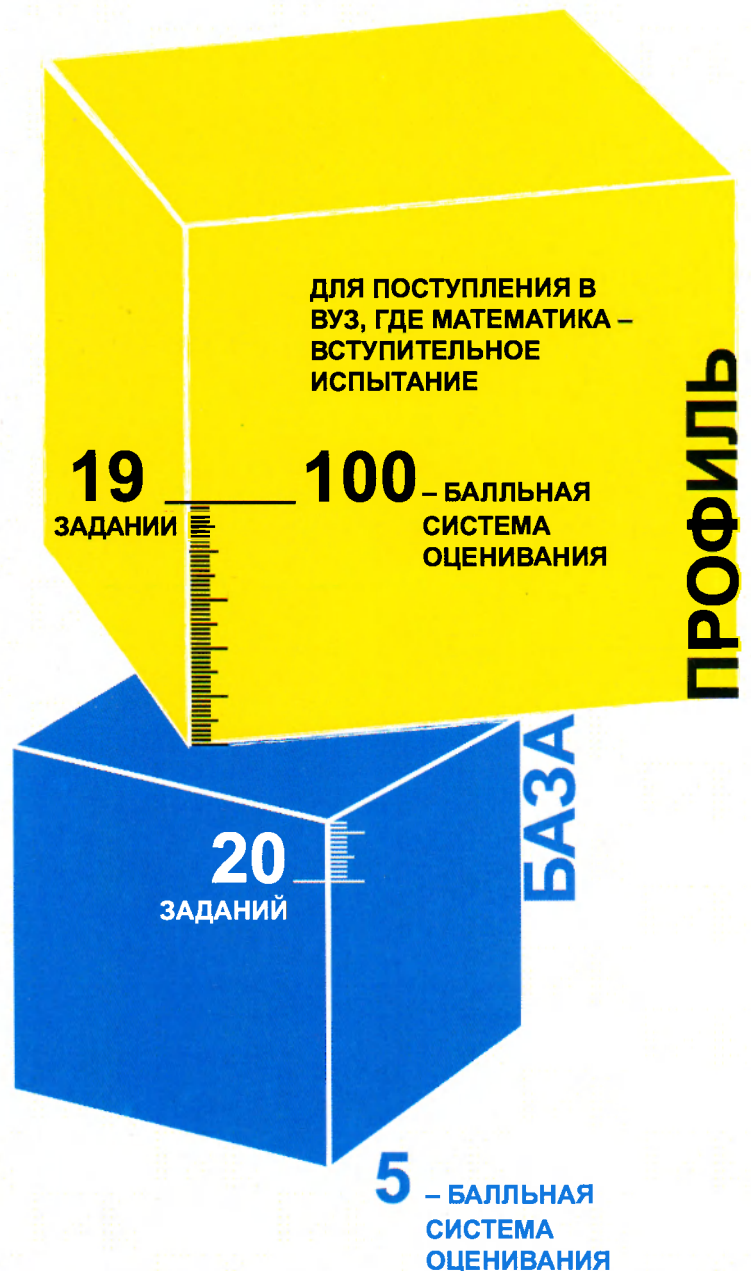 ДЛЯ ПОСТУПЛЕНИЯ В
ВУЗ, ГДЕ МАТЕМАТИКА –
ВСТУПИТЕЛЬНОЕ
ИСПЫТАНИЕ
19
ЗАДАНИИ
100 – БАЛЛЬНАЯ
СИСТЕМА
ОЦЕНИВАНИЯ
ПРОФИЛЬ
БАЗА
20
ЗАДАНИЙ
5 – БАЛЛЬНАЯ
СИСТЕМА
ОЦЕНИВАНИЯ